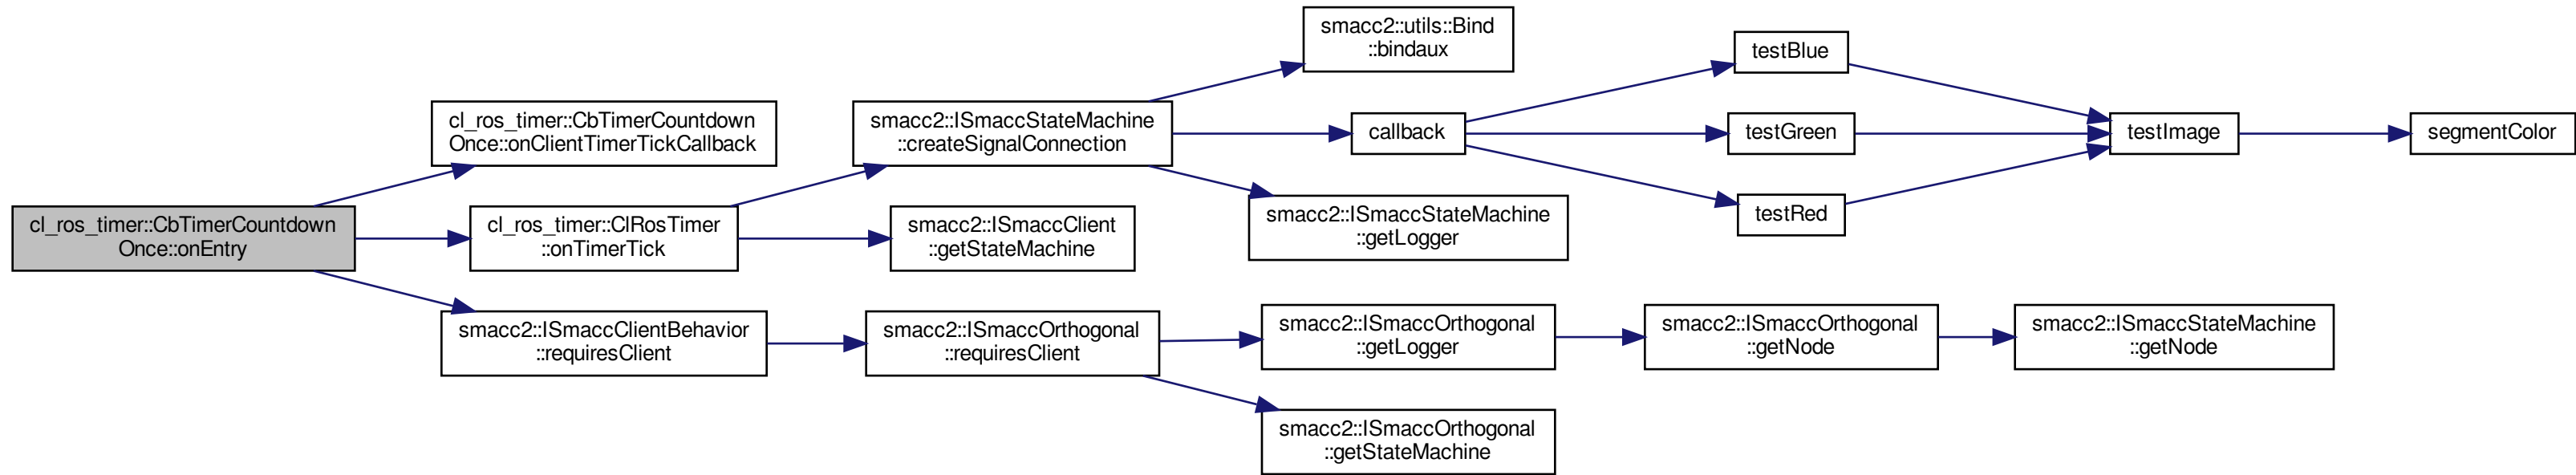 cl_ros_timer::CbTimerCountdown
Once::onEntry
cl_ros_timer::CbTimerCountdown
Once::onClientTimerTickCallback
cl_ros_timer::ClRosTimer
::onTimerTick
smacc2::ISmaccClientBehavior
::requiresClient
smacc2::ISmaccStateMachine
::createSignalConnection
smacc2::ISmaccClient
::getStateMachine
smacc2::ISmaccOrthogonal
::requiresClient
smacc2::utils::Bind
::bindaux
callback
smacc2::ISmaccStateMachine
::getLogger
smacc2::ISmaccOrthogonal
::getLogger
smacc2::ISmaccOrthogonal
::getStateMachine
testBlue
testGreen
testRed
smacc2::ISmaccOrthogonal
::getNode
testImage
smacc2::ISmaccStateMachine
::getNode
segmentColor